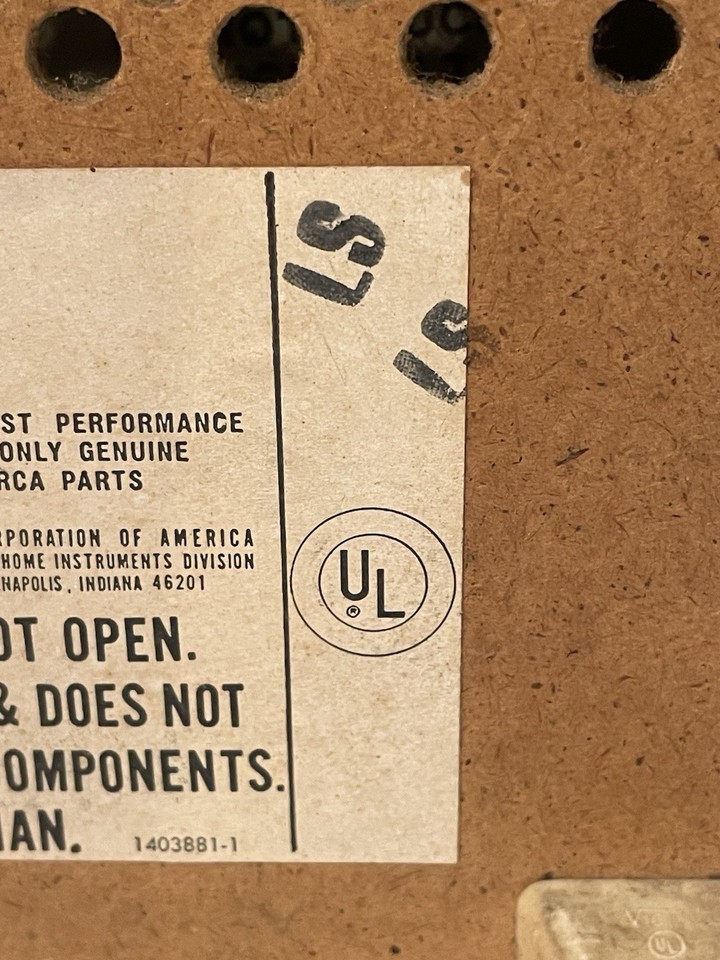 LS
LS
ST PERFORMANCE
ONLY GENUINE
RCA PARTS
RPORATION OF AMERICA
HOME INSTRUMENTS DIVISION
NAPOLIS, INDIANA 46201
UL
®
OT OPEN.
& DOES NOT
OMPONENTS.
IAN.
1403881-1
UL